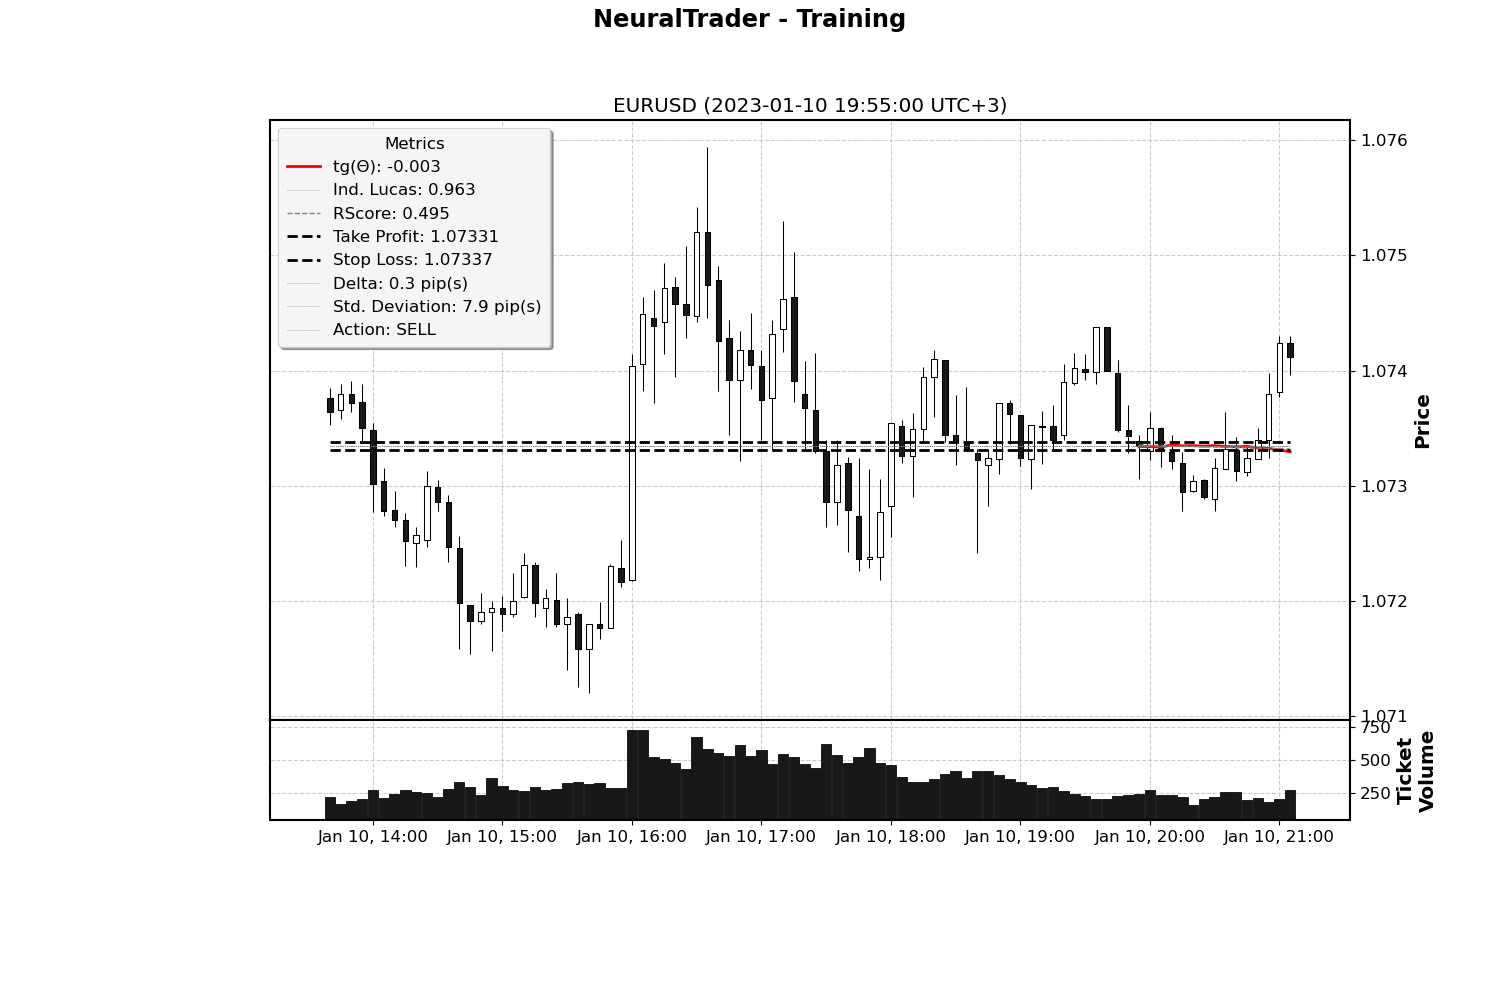 NeuralTrader - Training
EURUSD (2023-01-10 19:55:00 UTC+3)
Metrics
tg(Θ): -0.003
Ind. Lucas: 0.963
RScore: 0.495
Take Profit: 1.07331
Stop Loss: 1.07337
Delta: 0.3 pip(s)
Std. Deviation: 7.9 pip(s)
Action: SELL
1.076
1.075
1.074
1.073
1.072
1.071
Price
750
500
250
Ticket
Volume
Jan 10, 14:00
Jan 10, 15:00
Jan 10, 16:00
Jan 10, 17:00
Jan 10, 18:00
Jan 10, 19:00
Jan 10, 20:00
Jan 10, 21:00